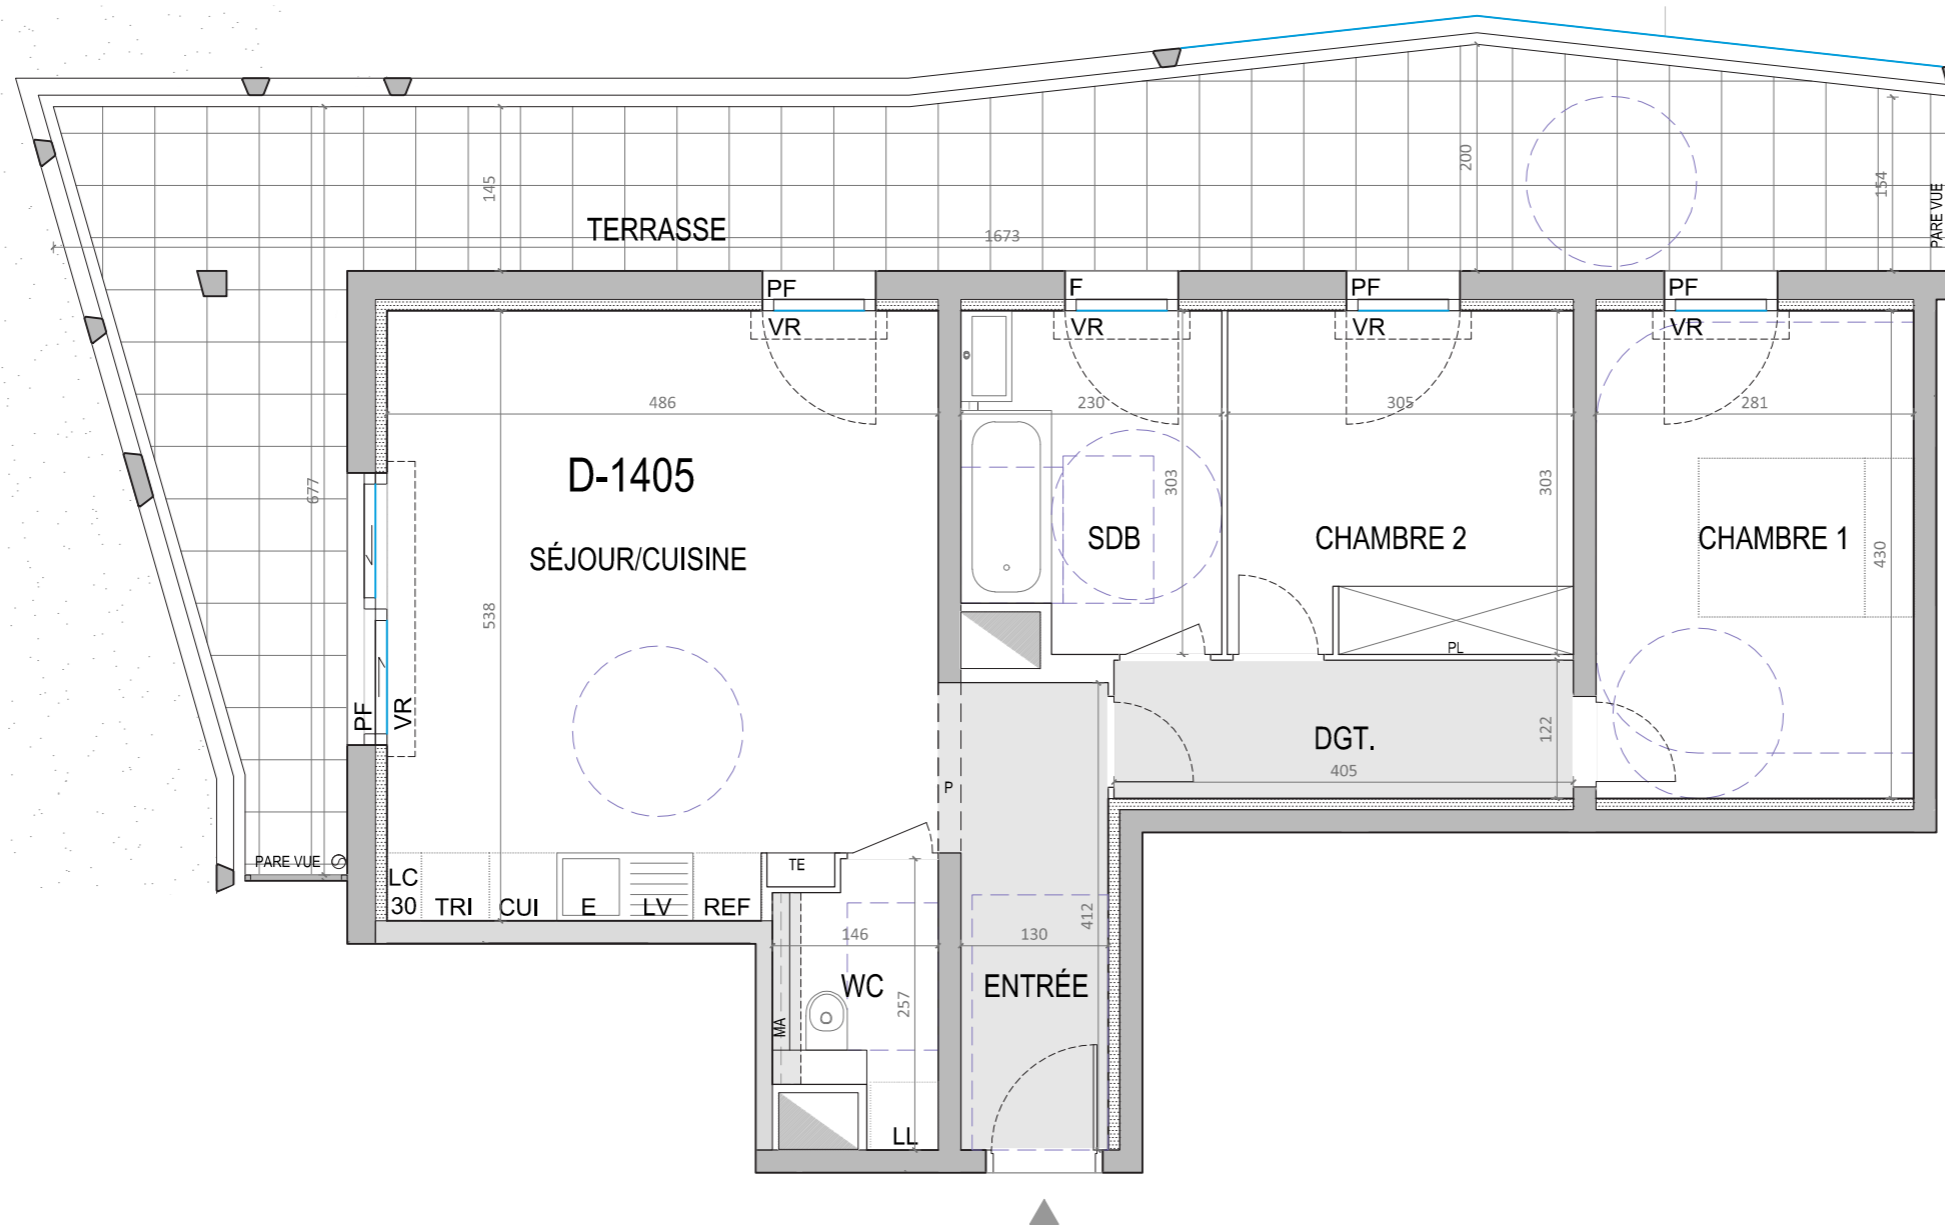 200
154
145
PARE VUE
TERRASSE
1673
PF
F
PF
PF
VR
VR
VR
VR
486
230
305
281
D-1405
677
303
303
SDB
CHAMBRE 2
CHAMBRE 1
430
SÉJOUR/CUISINE
538
PL
PF
VR
DGT.
122
405
P
PARE VUE
TE
LC
30
TRI
CUI
E
LV
REF
412
146
130
WC
257
ENTRÉE
MA
LL